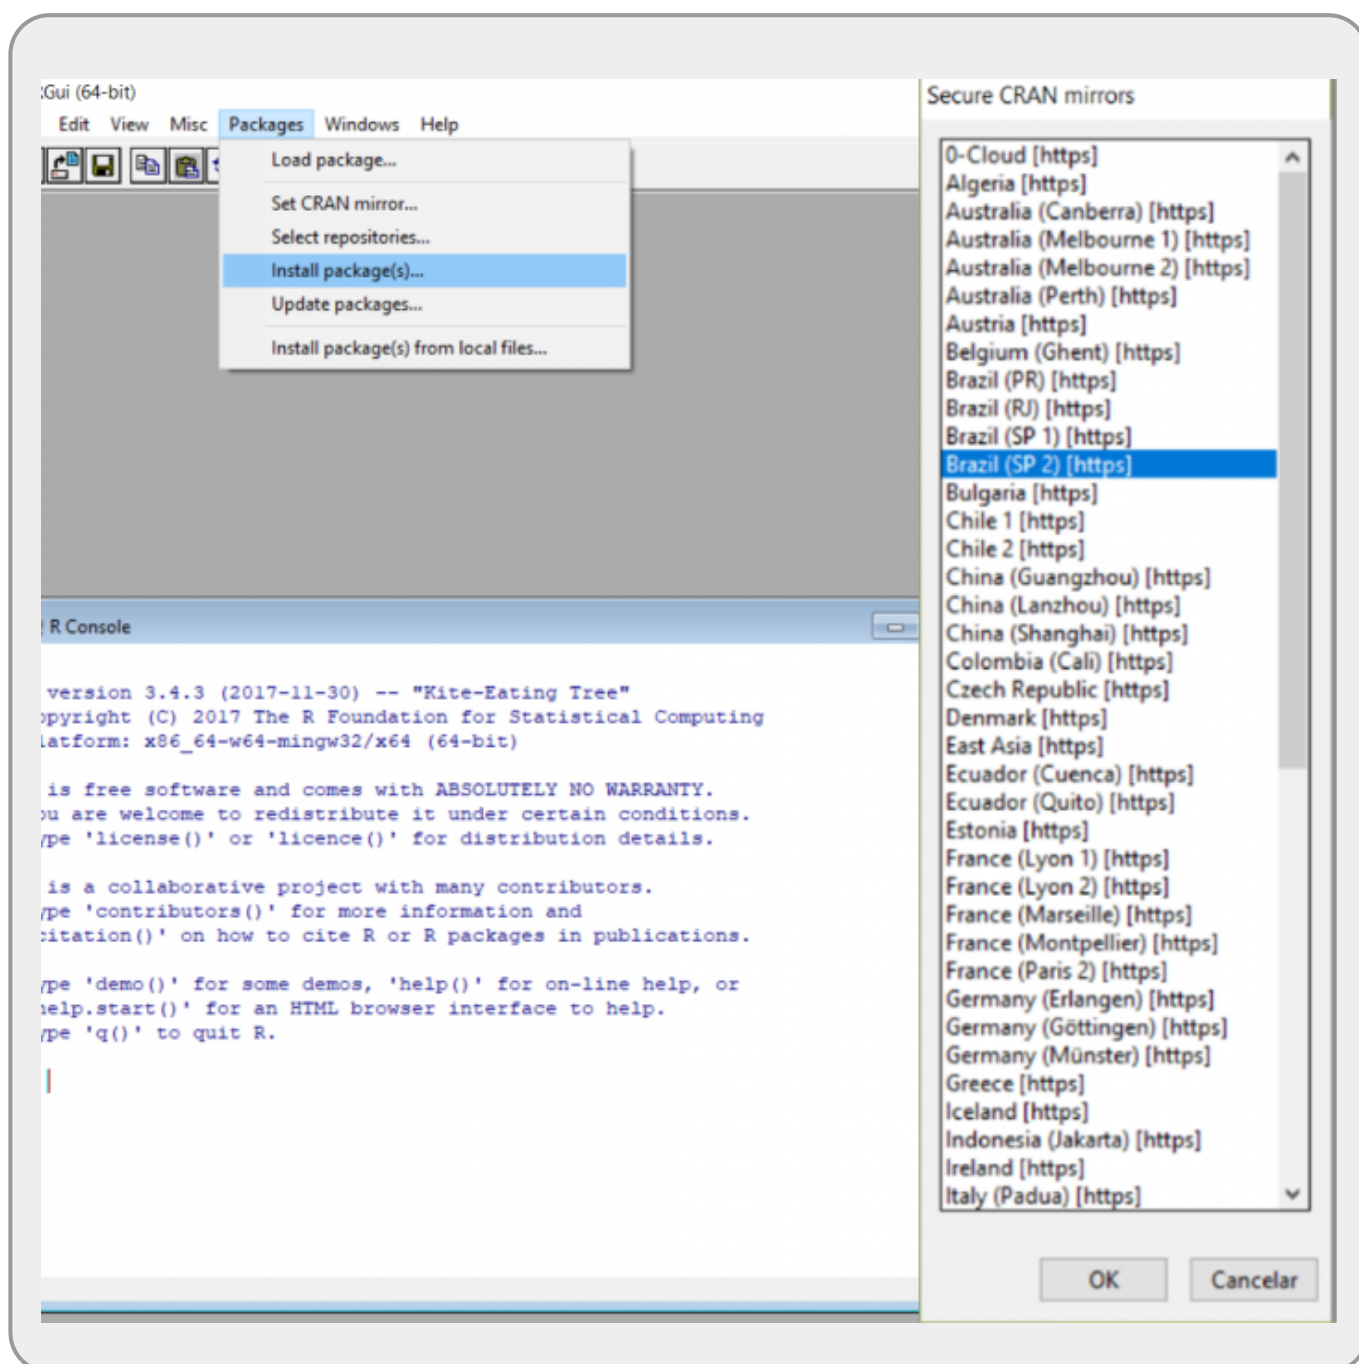 Gui (64-bit)
Edit View Misc Packages Windows Help
Load package...
Set CRAN mirror...
Select repositories...
Install package(s)...
Update packages...
Install package(s) from local files...
R Console
version 3.4.3 (2017-11-30) -- "Kite-Eating Tree"
opyright (C) 2017 The R Foundation for Statistical Computing
latform: x86_64-w64-mingw32/x64 (64-bit)
is free software and comes with ABSOLUTELY NO WARRANTY.
ou are welcome to redistribute it under certain conditions.
ype 'license()' or 'licence()' for distribution details.
is a collaborative project with many contributors.
ype 'contributors()' for more information and
citation()' on how to cite R or R packages in publications.
ype 'demo()' for some demos, 'help()' for on-line help, or
help.start()' for an HTML browser interface to help.
ype 'q()' to quit R.
Secure CRAN mirrors
0-Cloud [https]
Algeria [https]
Australia (Canberra) [https]
Australia (Melbourne 1) [https]
Australia (Melbourne 2) [https]
Australia (Perth) [https]
Austria [https]
Belgium (Ghent) [https]
Brazil (PR) [https]
Brazil (RJ) [https]
Brazil (SP 1) [https]
Brazil (SP 2) [https]
Bulgaria [https]
Chile 1 [https]
Chile 2 [https]
China (Guangzhou) [https]
China (Lanzhou) [https]
China (Shanghai) [https]
Colombia (Cali) [https]
Czech Republic [https]
Denmark [https]
East Asia [https]
Ecuador (Cuenca) [https]
Ecuador (Quito) [https]
Estonia [https]
France (Lyon 1) [https]
France (Lyon 2) [https]
France (Marseille) [https]
France (Montpellier) [https]
France (Paris 2) [https]
Germany (Erlangen) [https]
Germany (Göttingen) [https]
Germany (Münster) [https]
Greece [https]
Iceland [https]
Indonesia (Jakarta) [https]
Ireland [https]
Italy (Padua) [https]
OK Cancelar